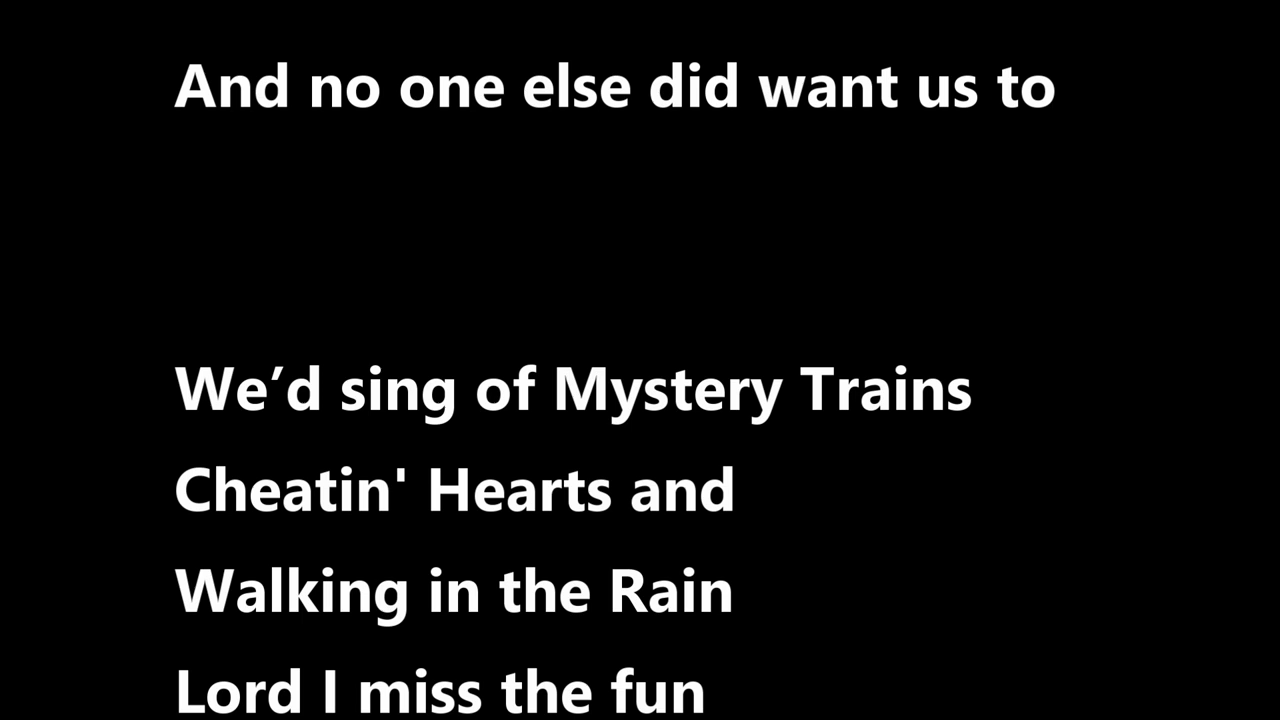 And no one else did want us to
We’d sing of Mystery Trains
Cheatin' Hearts and
Walking in the Rain
Lord I miss the fun